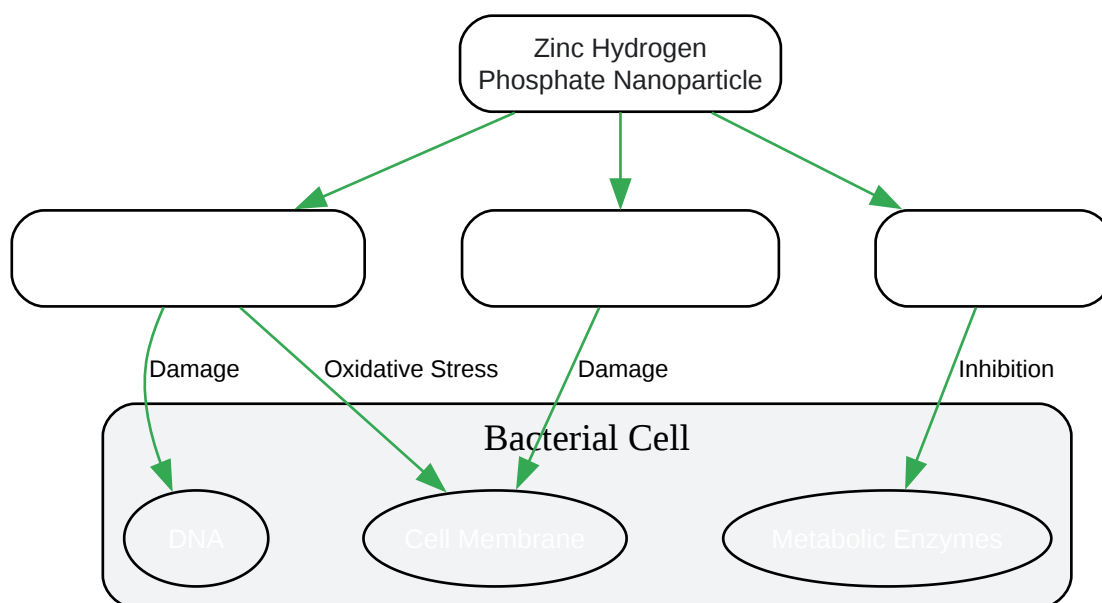 Zinc Hydrogen
Phosphate Nanoparticle
Damage
Oxidative Stress
Damage
Inhibition
Bacterial Cell
DNA
Cell Membrane
Metabolic Enzymes